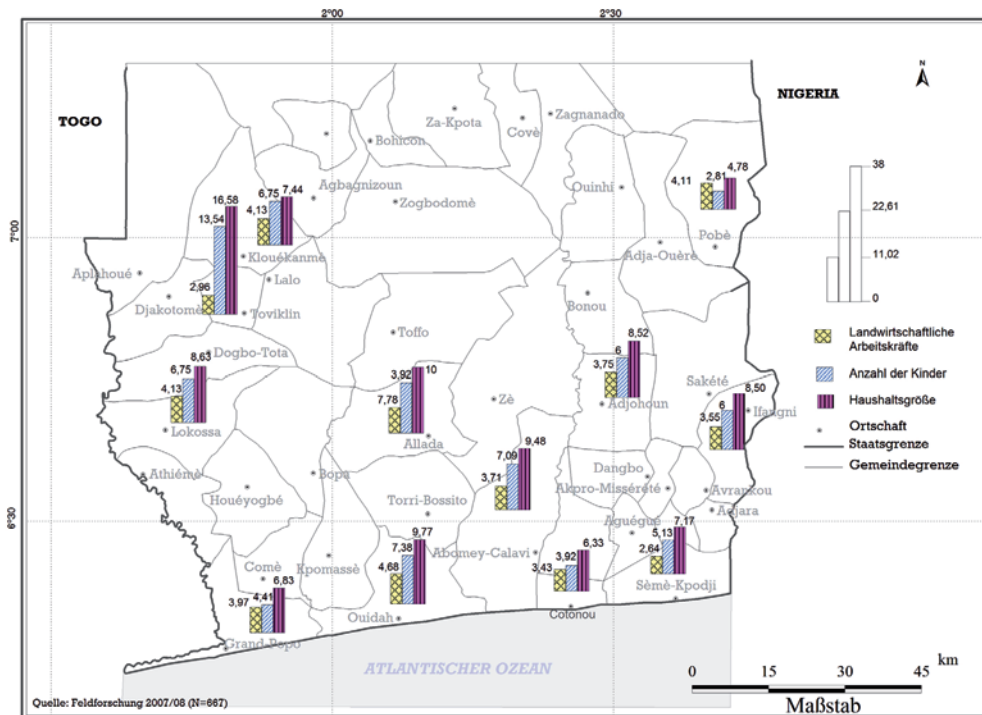 2°00
2°30
N
TOGO
NIGERIA
Za-Kpota
Covè
Zagnanado
Bohicon
Agbagnizoun
Zogbodomè
Ouinhi
4,11
2,81
4,78
38
22,61
11,02
0
7°00
16,58
13,54
2,96
4,13
6,75
7,44
Pobè
Adja-Ouèrè
Klouékanmè
Aplahoué
Lalo
Djakotomè
Toviklin
Bonou
Toffo
Landwirtschaftliche
Arbeitskräfte
Anzahl der Kinder
Haushaltsgröße
Ortschaft
Staatsgrenze
Gemeindegrenze
Dogbo-Tota
4,13
6,75
8,63
7,78
3,92
10
3,75
6
8,52
Zè
Adjohoun
Sakété
Ifangni
3,55
6
8,50
Lokossa
Allada
Athiémè
Houéyogbé
Bopa
Torri-Bossito
3,71
7,09
9,48
Dangbo
Akpro-Missérété
Avrankou
Adjara
6°30
Aguégué
4,68
7,38
9,77
Abomey-Calavi
3,43
3,92
6,33
2,64
5,13
7,17
Comè
Kpomassè
3,97
4,41
6,83
Sèmè-Kpodji
Ouidah
Cotonou
Grand-Popo
ATLANTISCHER OZEAN
km
0 15 30 45
Maßstab
Quelle: Feldforschung 2007/08 (N=667)